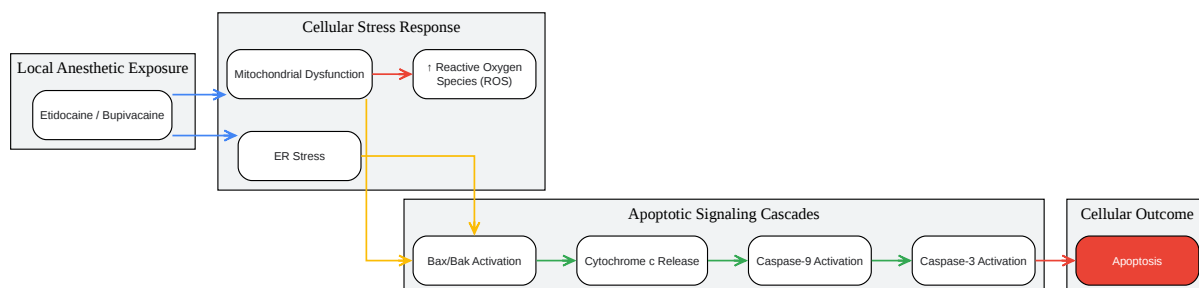 Cellular Stress Response
Local Anesthetic Exposure
Mitochondrial Dysfunction
↑ Reactive Oxygen
Species (ROS)
Etidocaine / Bupivacaine
ER Stress
Apoptotic Signaling Cascades
Cellular Outcome
Bax/Bak Activation
Cytochrome c Release
Caspase-9 Activation
Caspase-3 Activation
Apoptosis